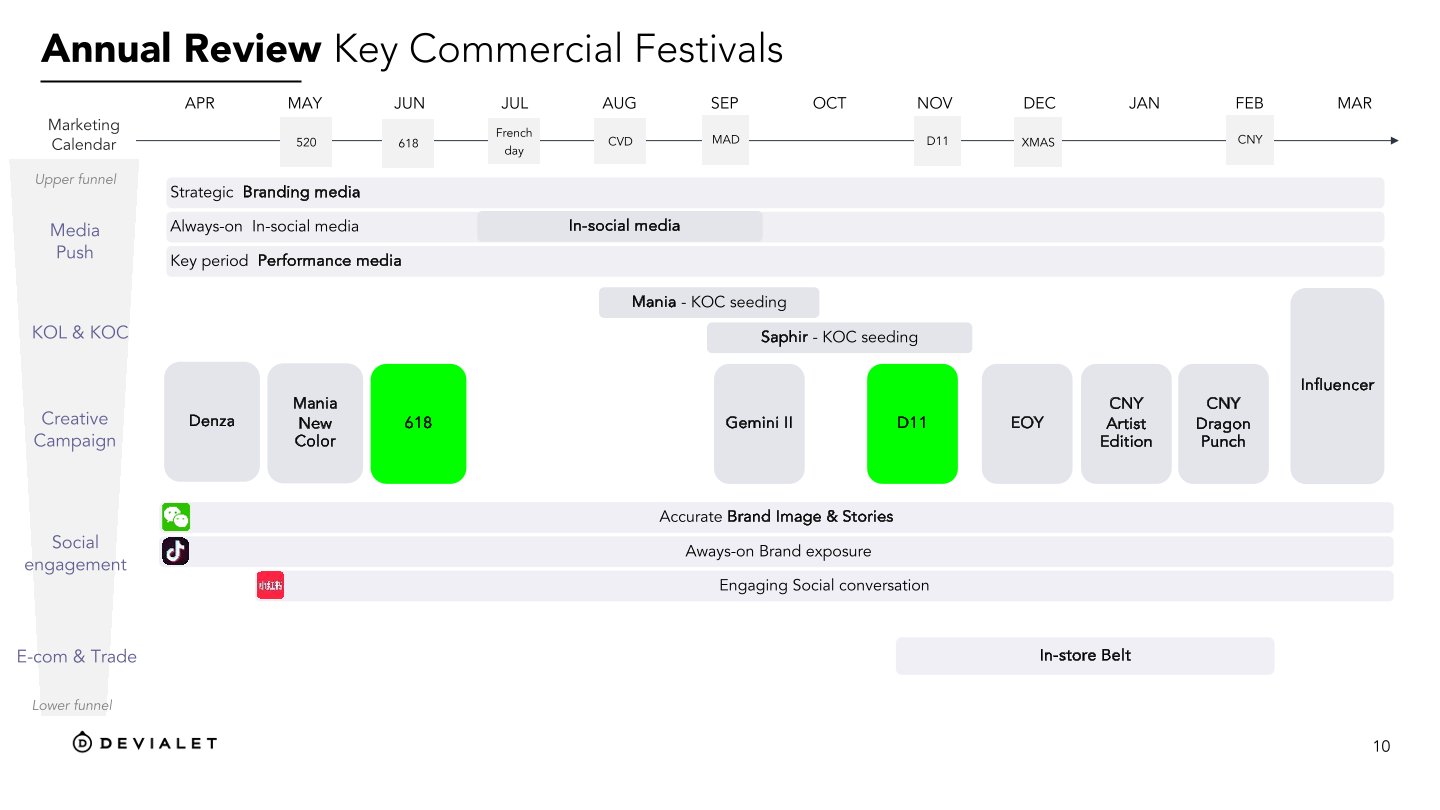 Annual Review Key Commercial Festivals
APR MAY JUN JUL AUG SEP OCT NOV DEC JAN FEB MAR
Marketing
Calendar
520
618
French
day
CVD
MAD
D11
XMAS
CNY
Upper funnel
Media
Push
Strategic Branding media
Always-on In-social media
In-social media
Key period Performance media
KOL & KOC
Mania - KOC seeding
Saphir - KOC seeding
Influencer
Creative
Campaign
Denza
Mania
New
Color
618
Gemini II
D11
EOY
CNY
Artist
Edition
CNY
Dragon
Punch
Social
engagement
Accurate Brand Image & Stories
Aways-on Brand exposure
小红书
Engaging Social conversation
E-com & Trade
In-store Belt
Lower funnel
DEVIALET
10